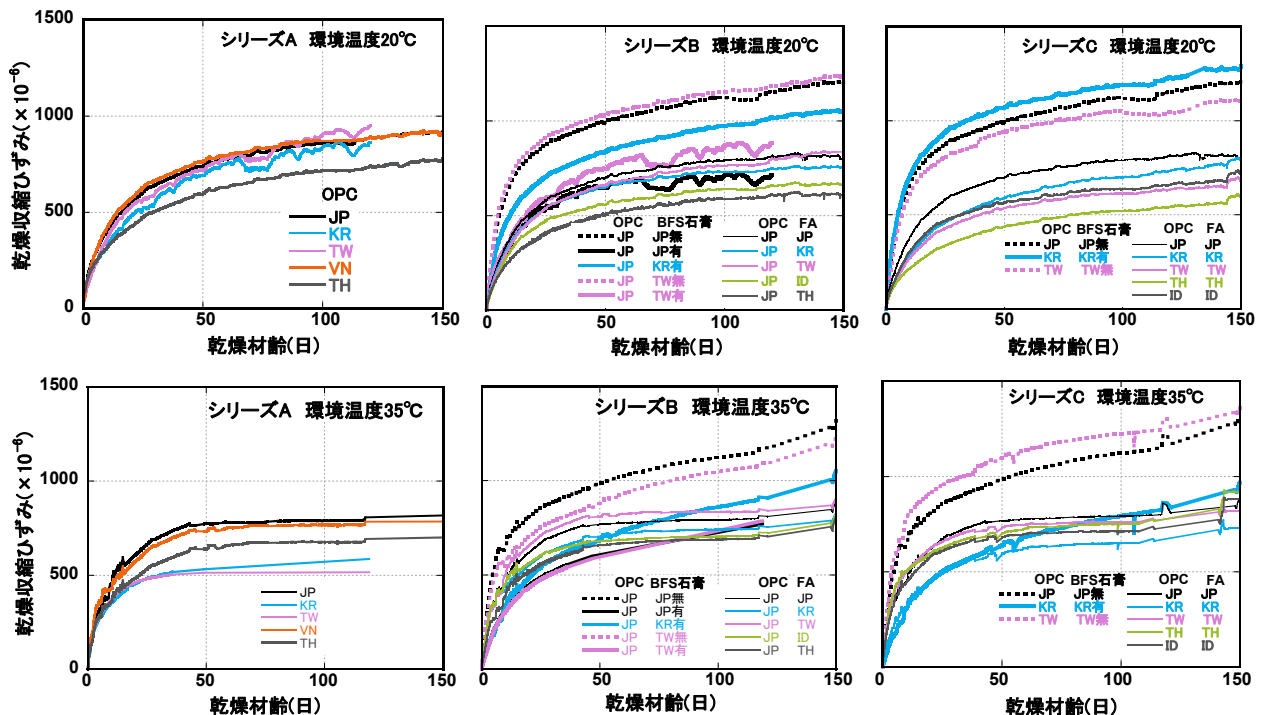 シリーズA 環境温度20℃
乾燥収縮ひずみ(×10⁻⁶)
1500
1000
500
0
OPC
JP
KR
TW
VN
TH
0 50 100 150
乾燥材齢(日)
シリーズB 環境温度20℃
OPC BFS石膏 OPC FA
JP JP無 JP JP
JP JP有 JP KR
JP KR有 JP TW
JP TW無 JP ID
JP TW有 JP TH
0 50 100 150
乾燥材齢(日)
シリーズC 環境温度20℃
OPC BFS石膏 OPC FA
JP JP無 JP JP
KR KR有 KR KR
TW TW無 TW TW
TH TH
ID ID
0 50 100 150
乾燥材齢(日)
シリーズA 環境温度35℃
乾燥収縮ひずみ(×10⁻⁶)
1500
1000
500
0
JP
KR
TW
VN
TH
0 50 100 150
乾燥材齢(日)
シリーズB 環境温度35℃
OPC BFS石膏 OPC FA
JP JP無 JP JP
JP JP有 JP KR
JP KR有 JP TW
JP TW無 JP ID
JP TW有 JP TH
0 50 100 150
乾燥材齢(日)
シリーズC 環境温度35℃
OPC BFS石膏 OPC FA
JP JP無 JP JP
KR KR有 KR KR
TW TW無 TW TW
TH TH
ID ID
0 50 100 150
乾燥材齢(日)